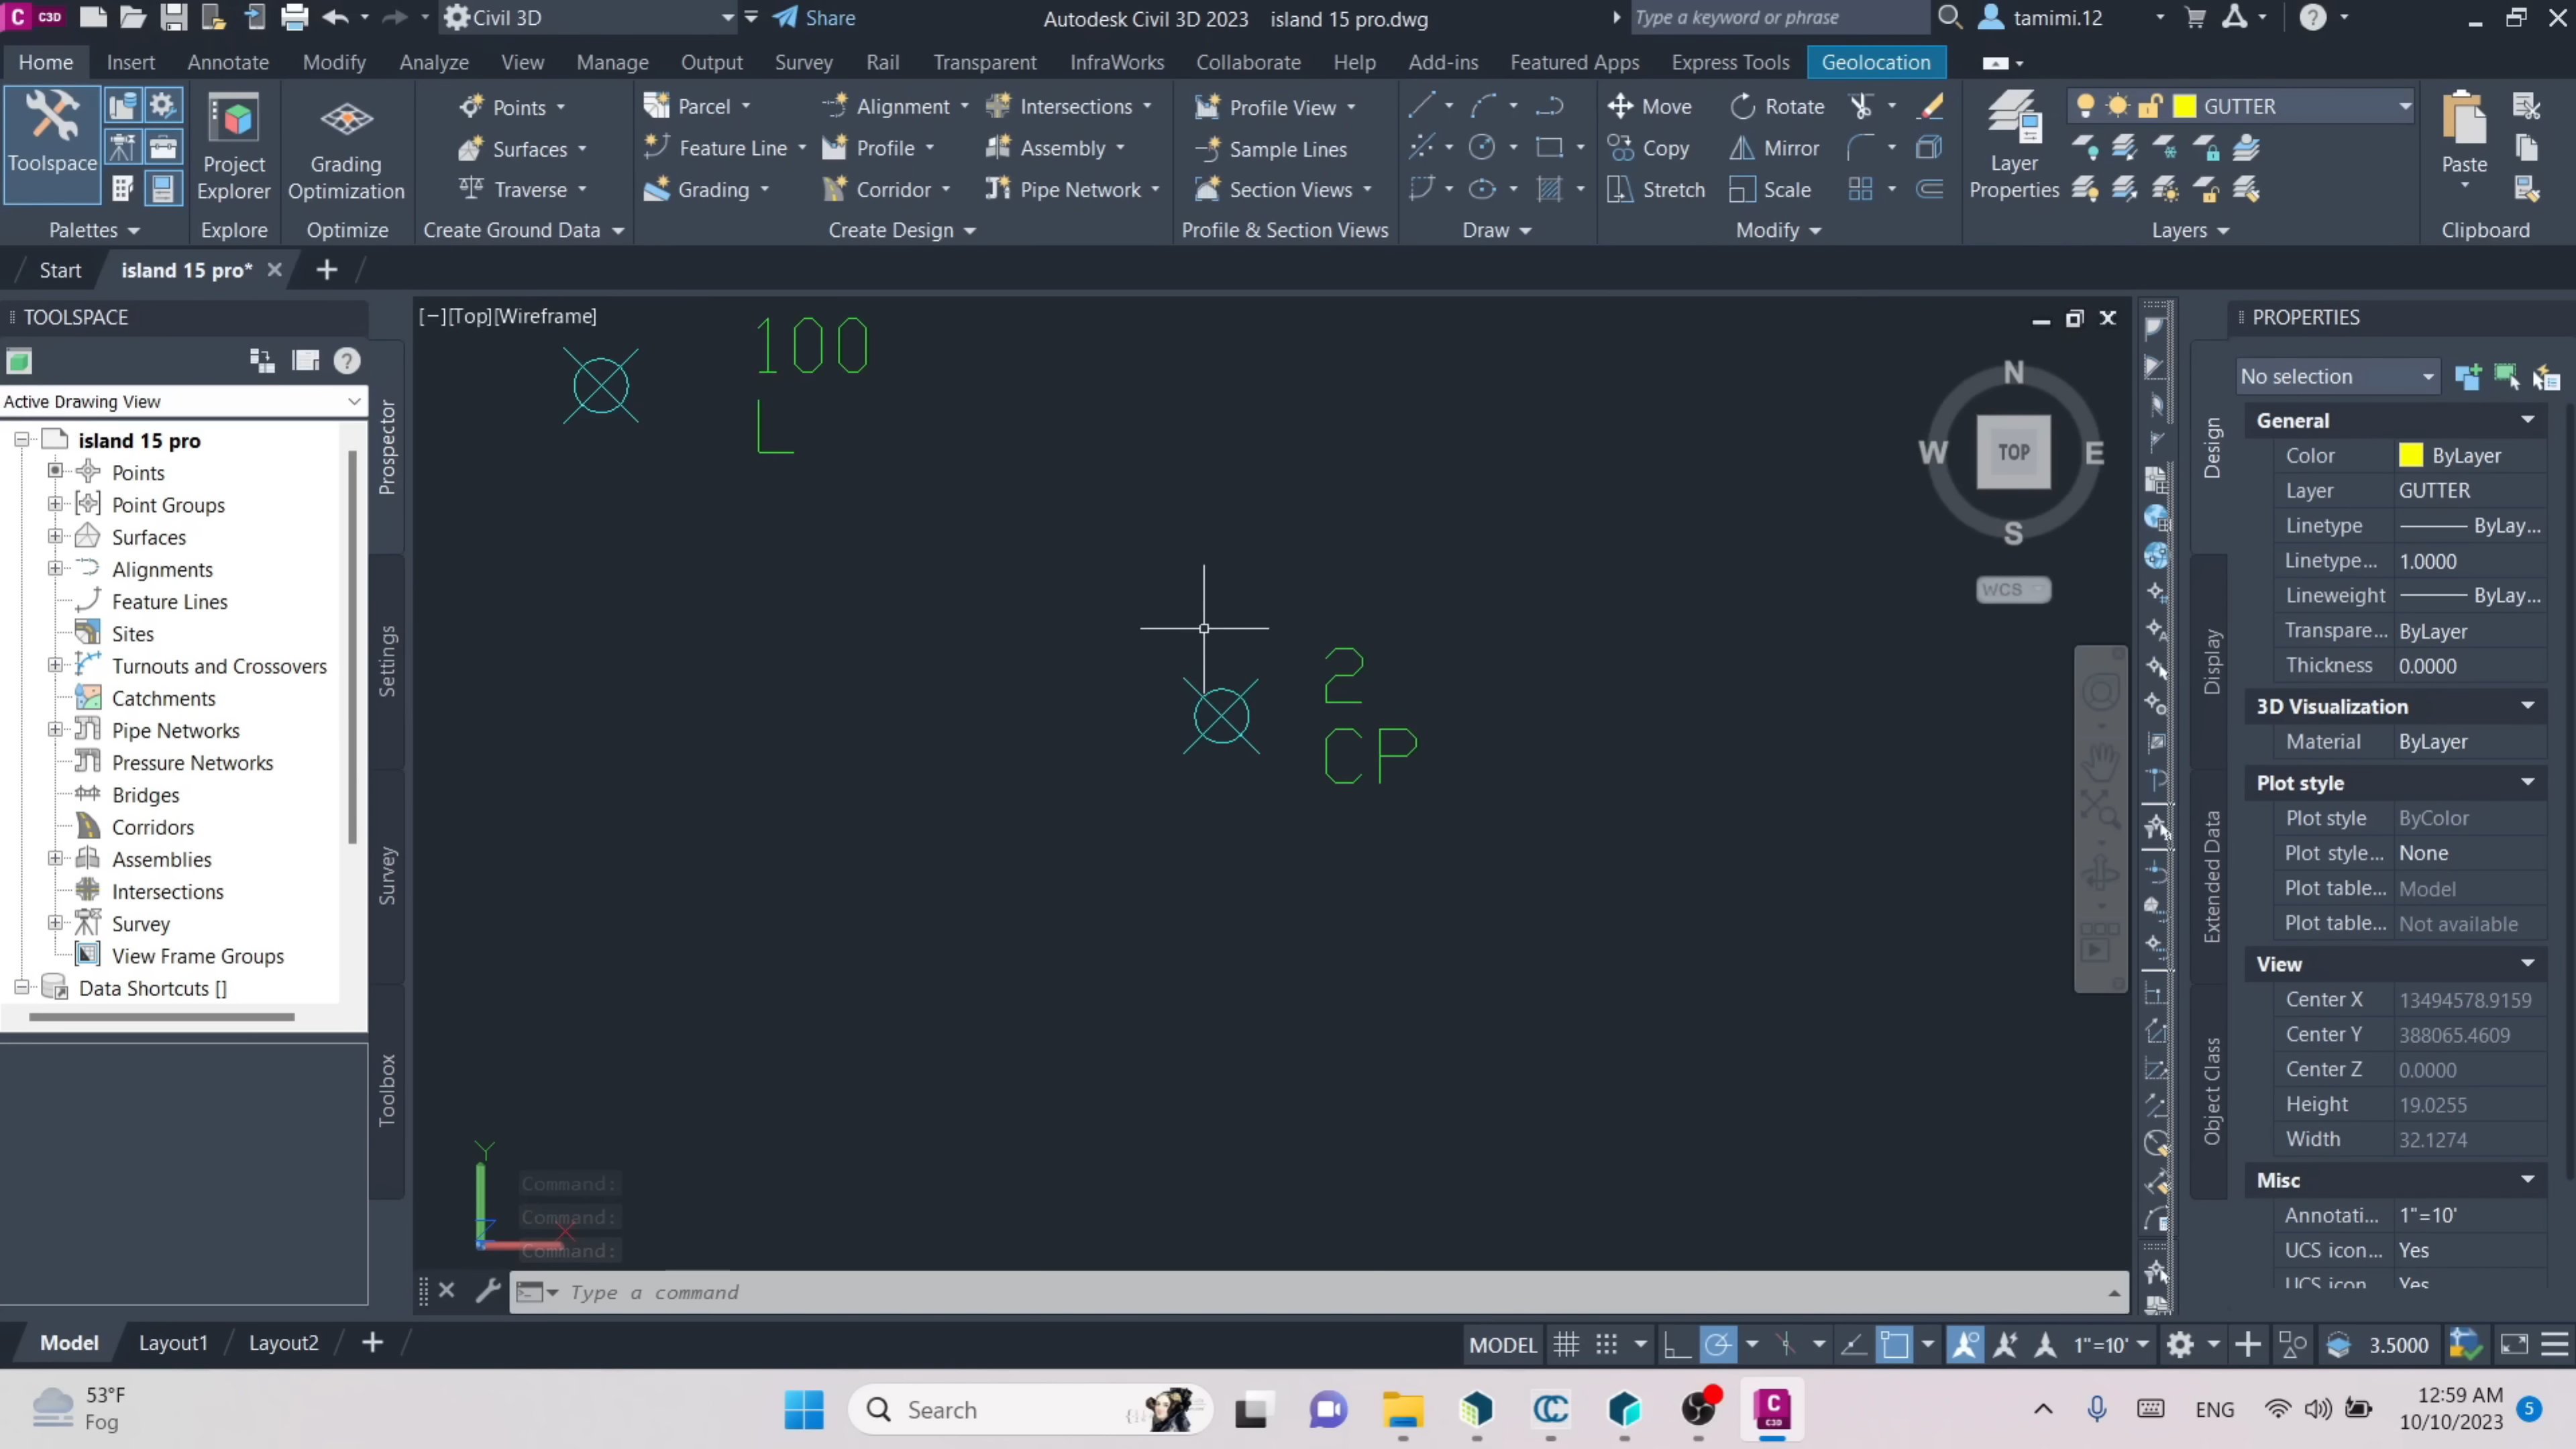 C C3D Civil 3D Share Autodesk Civil 3D 2023 island 15 pro.dwg Type a keyword or phrase tamimi.12
Home Insert Annotate Modify Analyze View Manage Output Survey Rail Transparent InfraWorks Collaborate Help Add-ins Featured Apps Express Tools Geolocation
Points Parcel Alignment Intersections Profile View Move Rotate GUTTER
Surfaces Feature Line Profile Assembly Sample Lines Copy Mirror
Toolspace Project Explorer Grading Optimization Layer Properties Paste
Traverse Grading Corridor Pipe Network Section Views Stretch Scale
Palettes Explore Optimize Create Ground Data Create Design Profile & Section Views Draw Modify Layers Clipboard
Start island 15 pro*
TOOLSPACE
Active Drawing View
island 15 pro
Points
Point Groups
Surfaces
Alignments
Feature Lines
Sites
Turnouts and Crossovers
Catchments
Pipe Networks
Pressure Networks
Bridges
Corridors
Assemblies
Intersections
Survey
View Frame Groups
Data Shortcuts []
Prospector
Settings
Survey
Toolbox
[−][Top][Wireframe]
100
L
2
CP
N
W TOP E
S
WCS
Y
X
Z
Command:
Command:
Command:
Type a command
PROPERTIES
No selection
Design
Display
Extended Data
Object Class
General
Color ByLayer
Layer GUTTER
Linetype ByLay...
Linetype... 1.0000
Lineweight ByLay...
Transpare... ByLayer
Thickness 0.0000
3D Visualization
Material ByLayer
Plot style
Plot style ByColor
Plot style... None
Plot table... Model
Plot table... Not available
View
Center X 13494578.9159
Center Y 388065.4609
Center Z 0.0000
Height 19.0255
Width 32.1274
Misc
Annotati... 1"=10'
UCS icon... Yes
UCS icon Yes
Model Layout1 Layout2 MODEL 1"=10' 3.5000
53°F
Fog
Search
C C3D
ENG
12:59 AM
10/10/2023
5